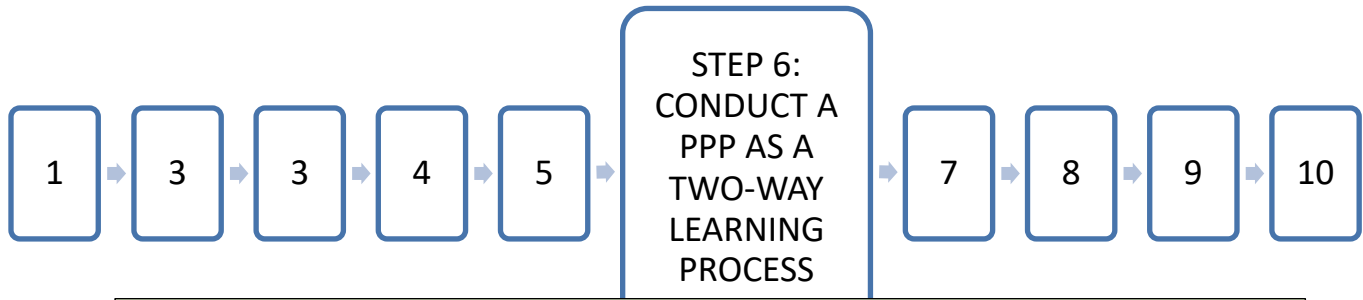 1
3
3
4
5
STEP 6:
CONDUCT A
PPP AS A
TWO-WAY
LEARNING
PROCESS
7
8
9
10